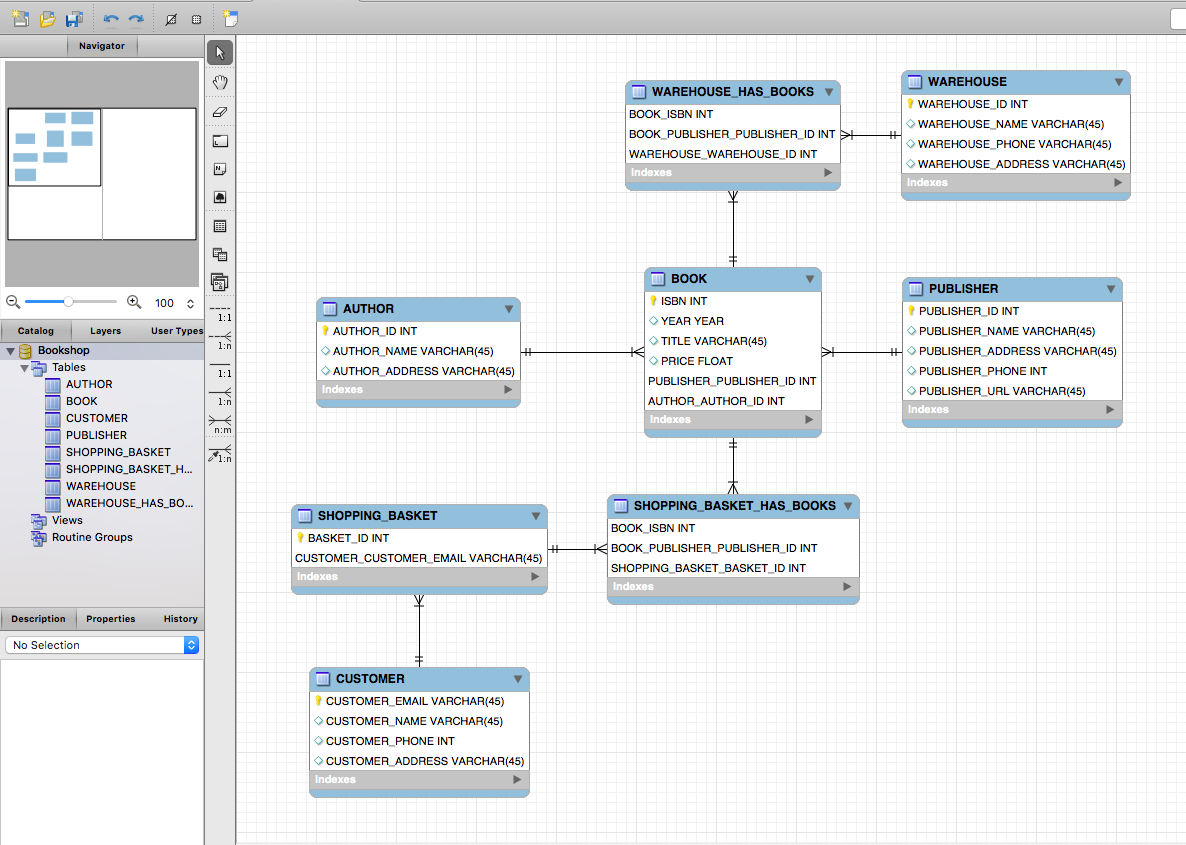 Navigator
100
Catalog
Layers
User Types
Bookshop
Tables
AUTHOR
BOOK
CUSTOMER
PUBLISHER
SHOPPING_BASKET
SHOPPING_BASKET_H...
WAREHOUSE
WAREHOUSE_HAS_BO...
Views
Routine Groups
Description
Properties
History
No Selection
1:1
1:n
1:1
1:n
n:m
1:n
WAREHOUSE_HAS_BOOKS
BOOK_ISBN INT
BOOK_PUBLISHER_PUBLISHER_ID INT
WAREHOUSE_WAREHOUSE_ID INT
Indexes
WAREHOUSE
WAREHOUSE_ID INT
WAREHOUSE_NAME VARCHAR(45)
WAREHOUSE_PHONE VARCHAR(45)
WAREHOUSE_ADDRESS VARCHAR(45)
Indexes
AUTHOR
AUTHOR_ID INT
AUTHOR_NAME VARCHAR(45)
AUTHOR_ADDRESS VARCHAR(45)
Indexes
BOOK
ISBN INT
YEAR YEAR
TITLE VARCHAR(45)
PRICE FLOAT
PUBLISHER_PUBLISHER_ID INT
AUTHOR_AUTHOR_ID INT
Indexes
PUBLISHER
PUBLISHER_ID INT
PUBLISHER_NAME VARCHAR(45)
PUBLISHER_ADDRESS VARCHAR(45)
PUBLISHER_PHONE INT
PUBLISHER_URL VARCHAR(45)
Indexes
SHOPPING_BASKET
BASKET_ID INT
CUSTOMER_CUSTOMER_EMAIL VARCHAR(45)
Indexes
SHOPPING_BASKET_HAS_BOOKS
BOOK_ISBN INT
BOOK_PUBLISHER_PUBLISHER_ID INT
SHOPPING_BASKET_BASKET_ID INT
Indexes
CUSTOMER
CUSTOMER_EMAIL VARCHAR(45)
CUSTOMER_NAME VARCHAR(45)
CUSTOMER_PHONE INT
CUSTOMER_ADDRESS VARCHAR(45)
Indexes